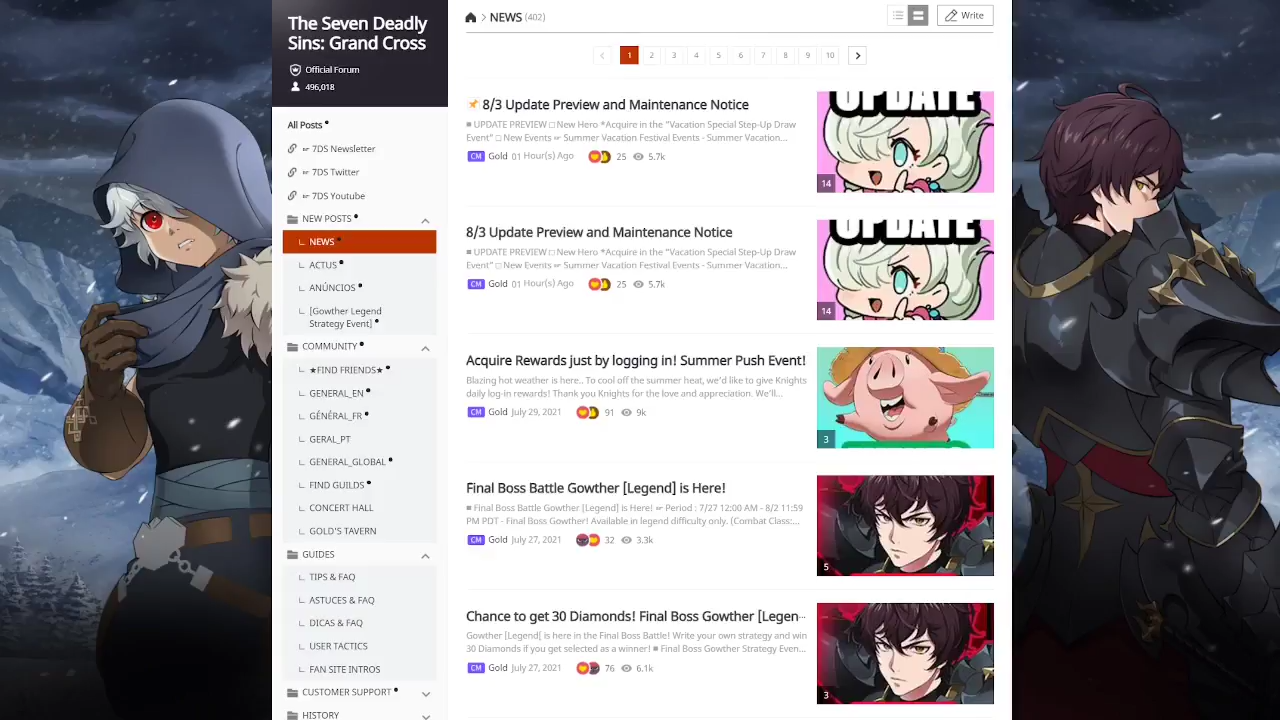 The Seven Deadly
Sins: Grand Cross
Official Forum
496,018
All Posts
☞ 7DS Newsletter
☞ 7DS Twitter
☞ 7DS Youtube
NEW POSTS
NEWS
ACTUS
ANÚNCIOS
[Gowther Legend
Strategy Event]
COMMUNITY
★FIND FRIENDS★
GENERAL_EN
GÉNÉRAL_FR
GERAL_PT
GENERAL_GLOBAL
FIND GUILDS
CONCERT HALL
GOLD'S TAVERN
GUIDES
TIPS & FAQ
ASTUCES & FAQ
DICAS & FAQ
USER TACTICS
FAN SITE INTROS
CUSTOMER SUPPORT
HISTORY
NEWS (402)
Write
1 2 3 4 5 6 7 8 9 10
📌 8/3 Update Preview and Maintenance Notice
■ UPDATE PREVIEW □ New Hero *Acquire in the "Vacation Special Step-Up Draw
Event" □ New Events ☞ Summer Vacation Festival Events - Summer Vacation...
CM Gold 01 Hour(s) Ago 25 5.7k
UPDATE
14
8/3 Update Preview and Maintenance Notice
■ UPDATE PREVIEW □ New Hero *Acquire in the "Vacation Special Step-Up Draw
Event" □ New Events ☞ Summer Vacation Festival Events - Summer Vacation...
CM Gold 01 Hour(s) Ago 25 5.7k
UPDATE
14
Acquire Rewards just by logging in! Summer Push Event!
Blazing hot weather is here.. To cool off the summer heat, we'd like to give Knights
daily log-in rewards! Thank you Knights for the love and appreciation. We'll...
CM Gold July 29, 2021 91 9k
3
Final Boss Battle Gowther [Legend] is Here!
■ Final Boss Battle Gowther [Legend] is Here! ☞ Period : 7/27 12:00 AM - 8/2 11:59
PM PDT - Final Boss Gowther! Available in legend difficulty only. (Combat Class:...
CM Gold July 27, 2021 32 3.3k
5
Chance to get 30 Diamonds! Final Boss Gowther [Legen...
Gowther [Legend[ is here in the Final Boss Battle! Write your own strategy and win
30 Diamonds if you get selected as a winner! ■ Final Boss Gowther Strategy Even...
CM Gold July 27, 2021 76 6.1k
3